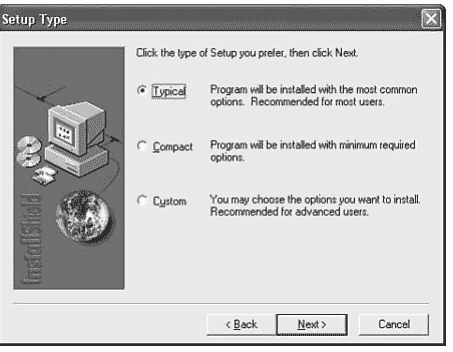 Setup Type
Click the type of Setup you prefer, then click Next.
Typical
Program will be installed with the most common
options. Recommended for most users.
Compact
Program will be installed with minimum required
options.
Custom
You may choose the options you want to install.
Recommended for advanced users.
InstallShield
< Back
Next >
Cancel